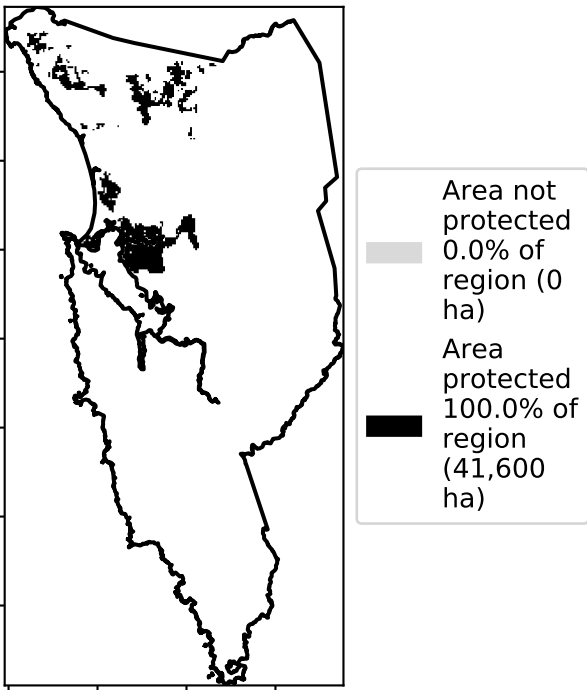 Area not
protected
0.0% of
region (0
ha)
Area
protected
100.0% of
region
(41,600
ha)